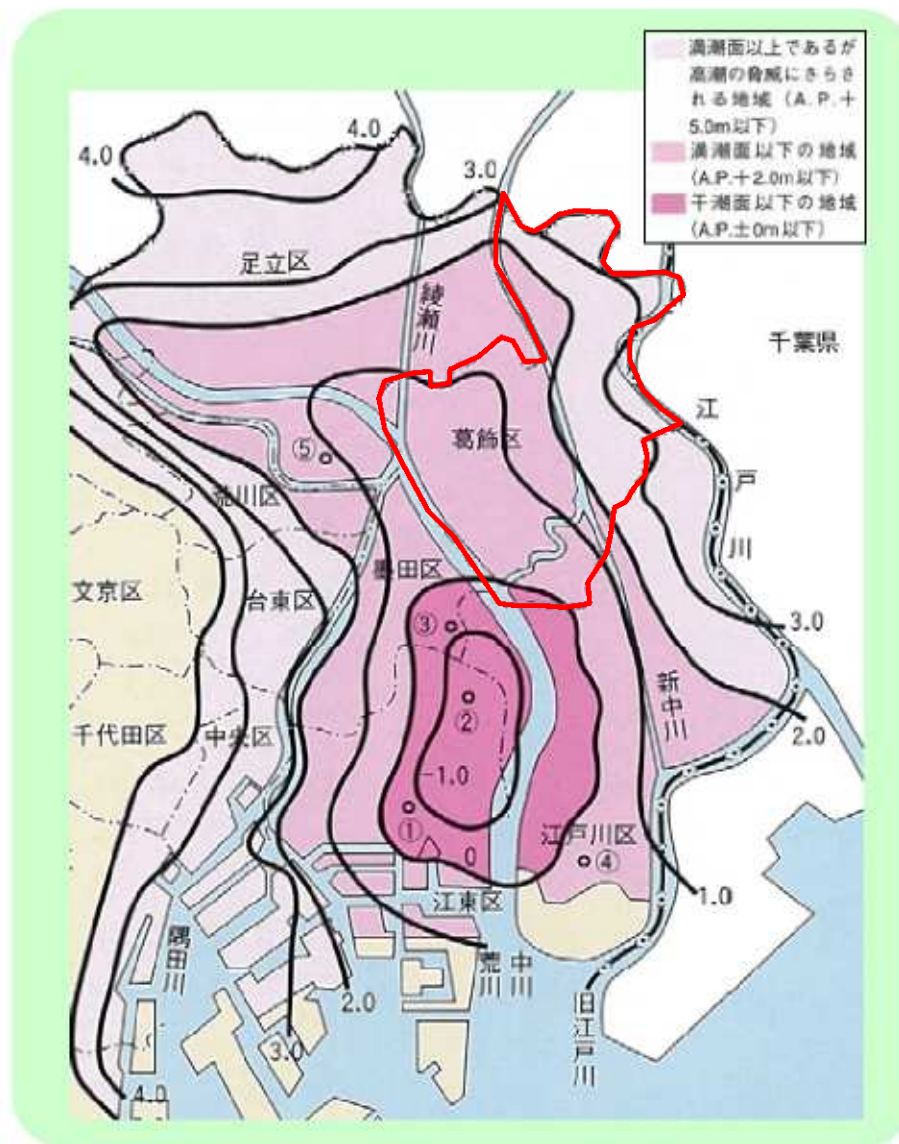 満潮面以上であるが
高潮の脅威にさらさ
れる地域（A.P.＋
5.0m以下）
満潮面以下の地域
（A.P.＋2.0m以下）
干潮面以下の地域
（A.P.±0m以下）
4.0
4.0
3.0
足立区
綾瀬川
千葉県
江戸川
葛飾区
⑤
荒川区
墨田区
文京区
台東区
③
3.0
新中川
②
千代田区
中央区
2.0
-1.0
①
江戸川区
0
④
江東区
1.0
隅田川
荒川
中川
2.0
旧江戸川
3.0
4.0